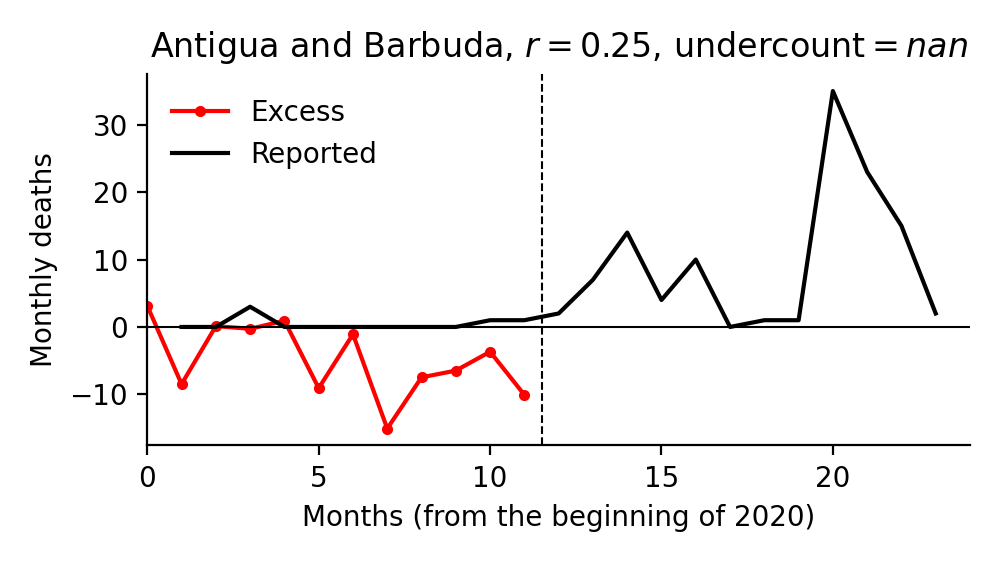 Antigua and Barbuda, r = 0.25, undercount = nan
Excess
Reported
Monthly deaths
30
20
10
0
−10
0 5 10 15 20
Months (from the beginning of 2020)